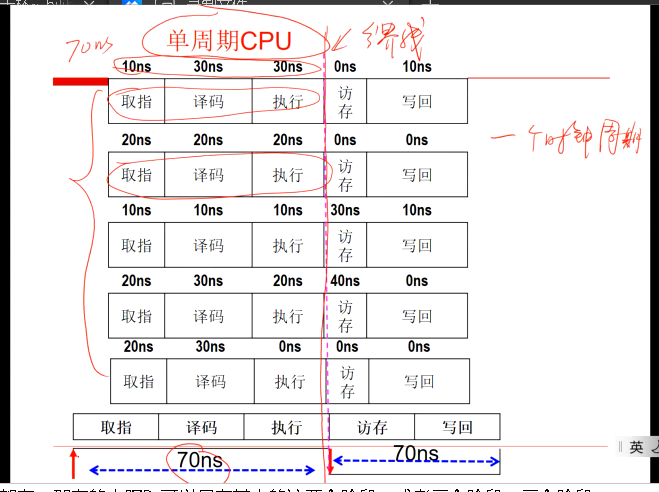 单周期CPU
界线
70ns
10ns 30ns 30ns 0ns 10ns
取指 译码 执行 访存 写回
一个时钟周期
20ns 20ns 20ns 0ns 0ns
取指 译码 执行 访存 写回
10ns 10ns 10ns 30ns 10ns
取指 译码 执行 访存 写回
20ns 30ns 20ns 40ns 0ns
取指 译码 执行 访存 写回
20ns 30ns 0ns 0ns 0ns
取指 译码 执行 访存 写回
取指 译码 执行 访存 写回
70ns 70ns
英